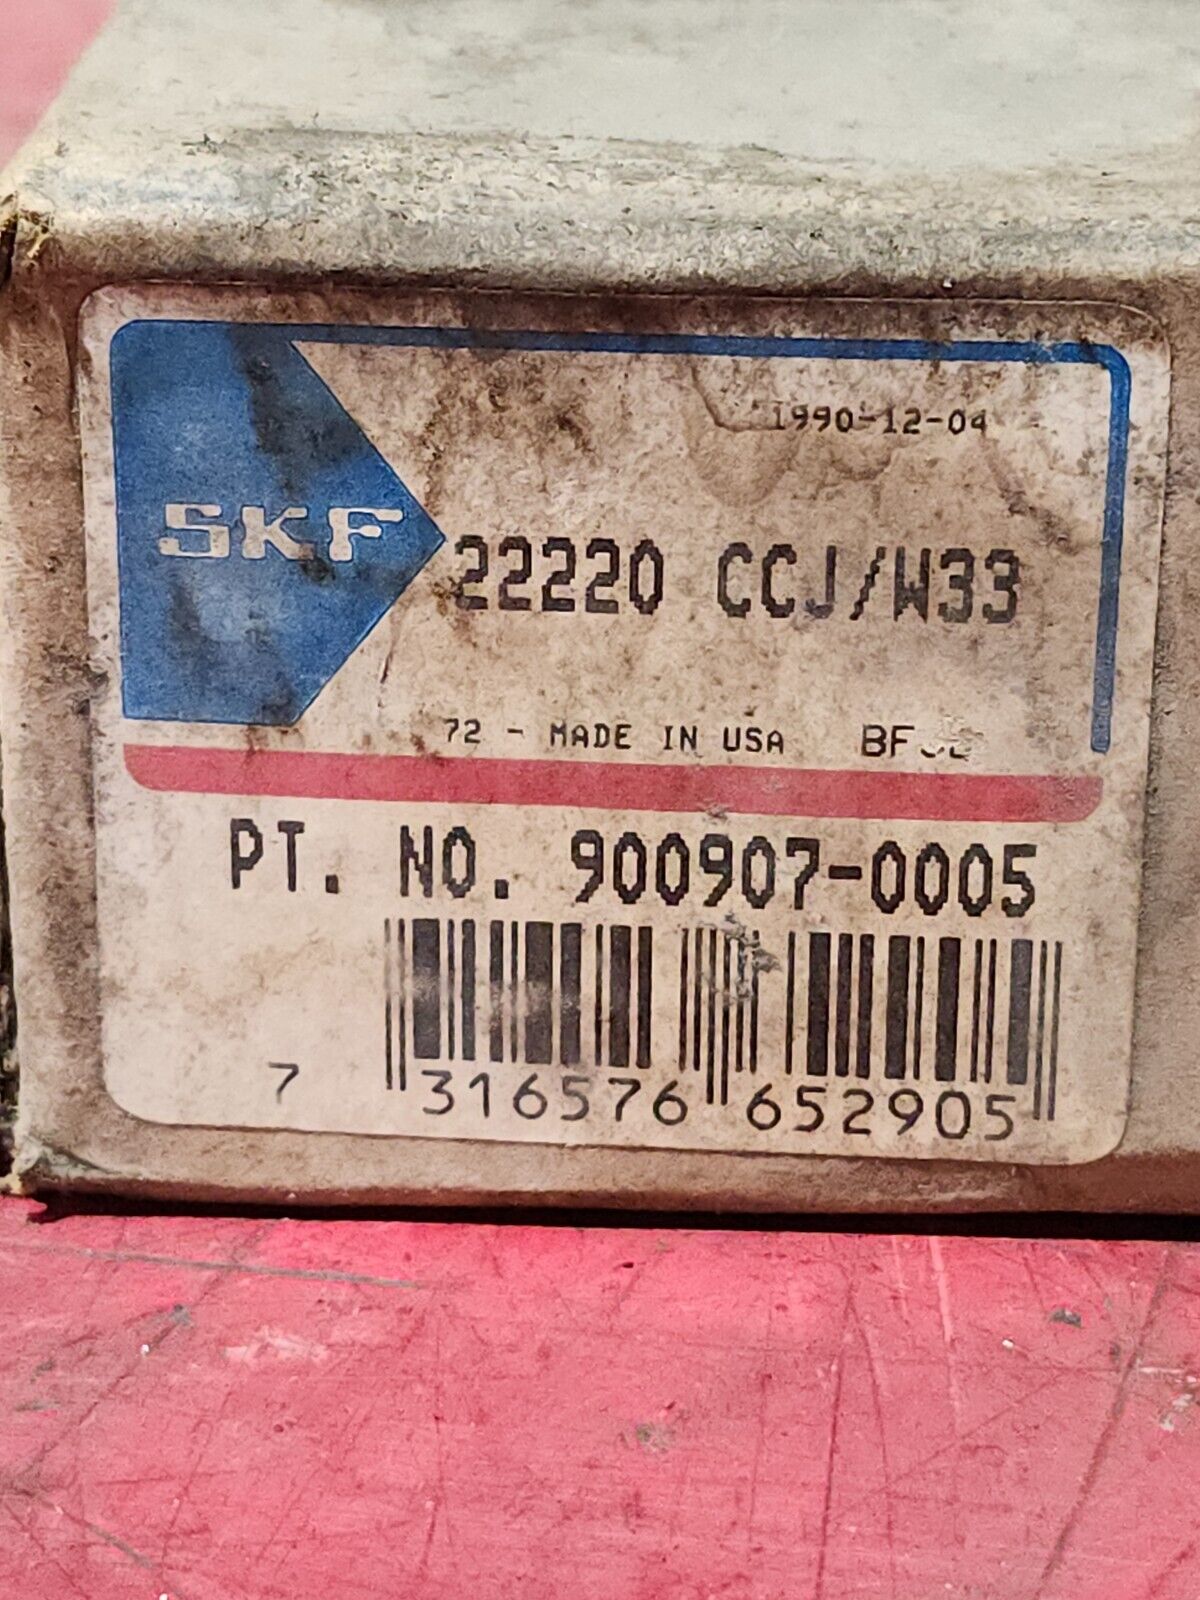 1990-12-04
SKF
22220 CCJ/W33
72 - MADE IN USA
PT. NO. 900907-0005
7 316576 652905